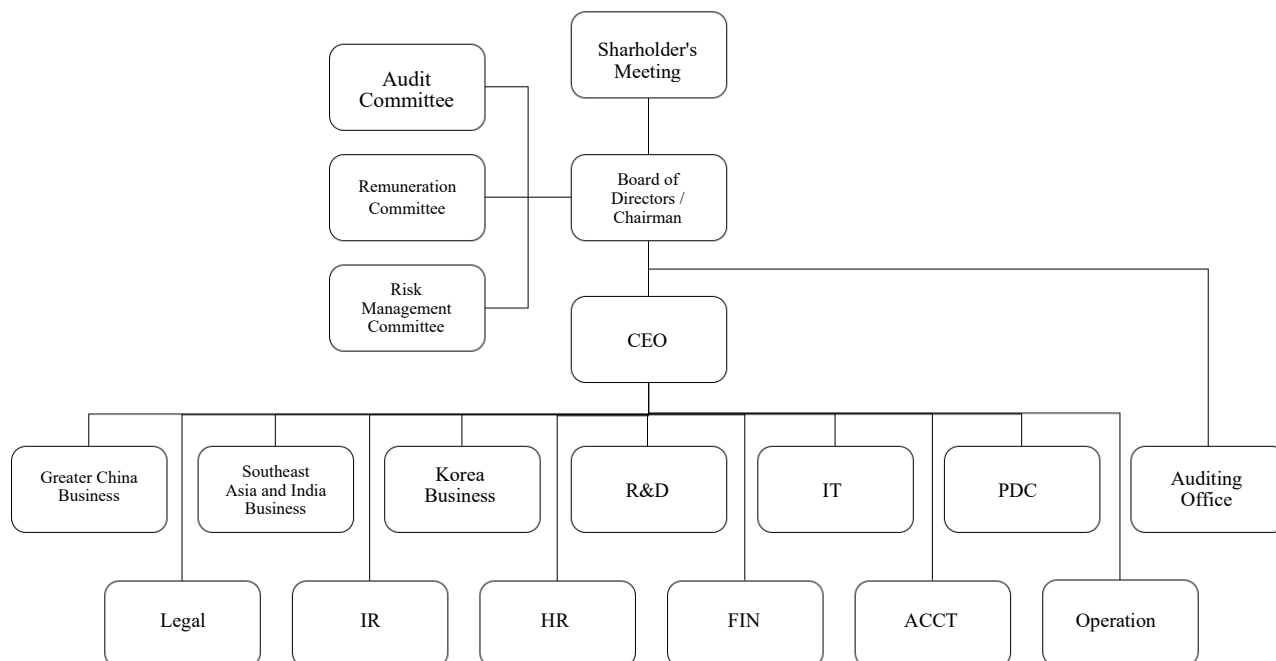 Sharholder's
Meeting
Audit
Committee
Remuneration
Committee
Board of
Directors /
Chairman
Risk
Management
Committee
CEO
Greater China
Business
Southeast
Asia and India
Business
Korea
Business
R&D
IT
PDC
Auditing
Office
Legal
IR
HR
FIN
ACCT
Operation